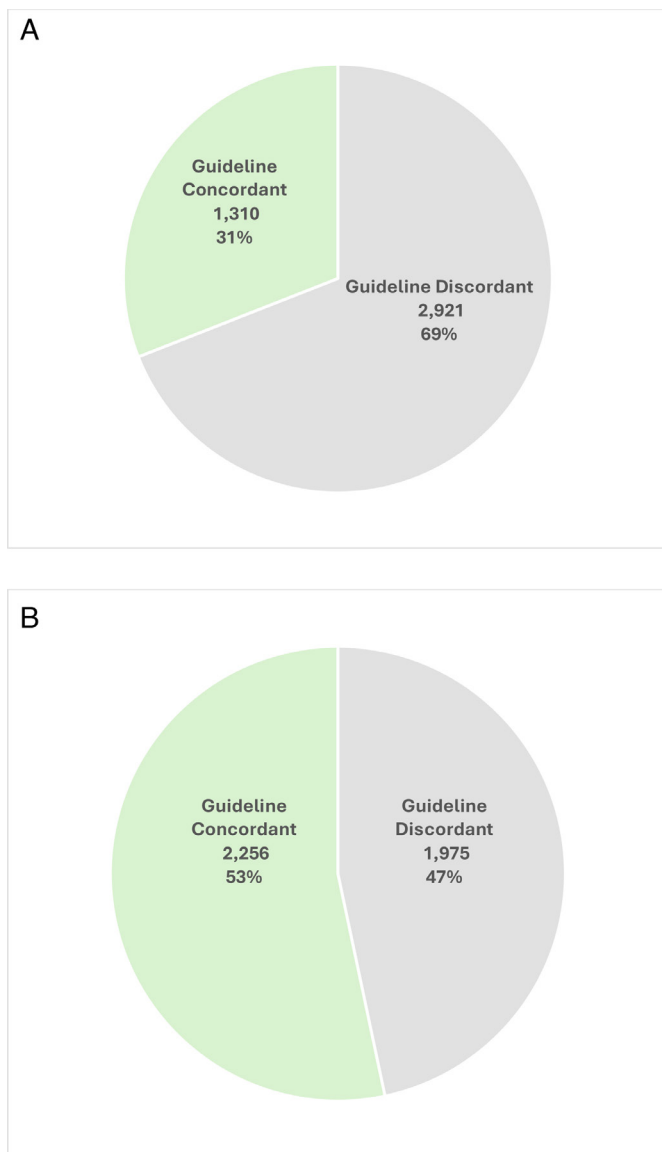 A
Guideline
Concordant
1,310
31%
Guideline Discordant
2,921
69%
B
Guideline
Concordant
2,256
53%
Guideline
Discordant
1,975
47%